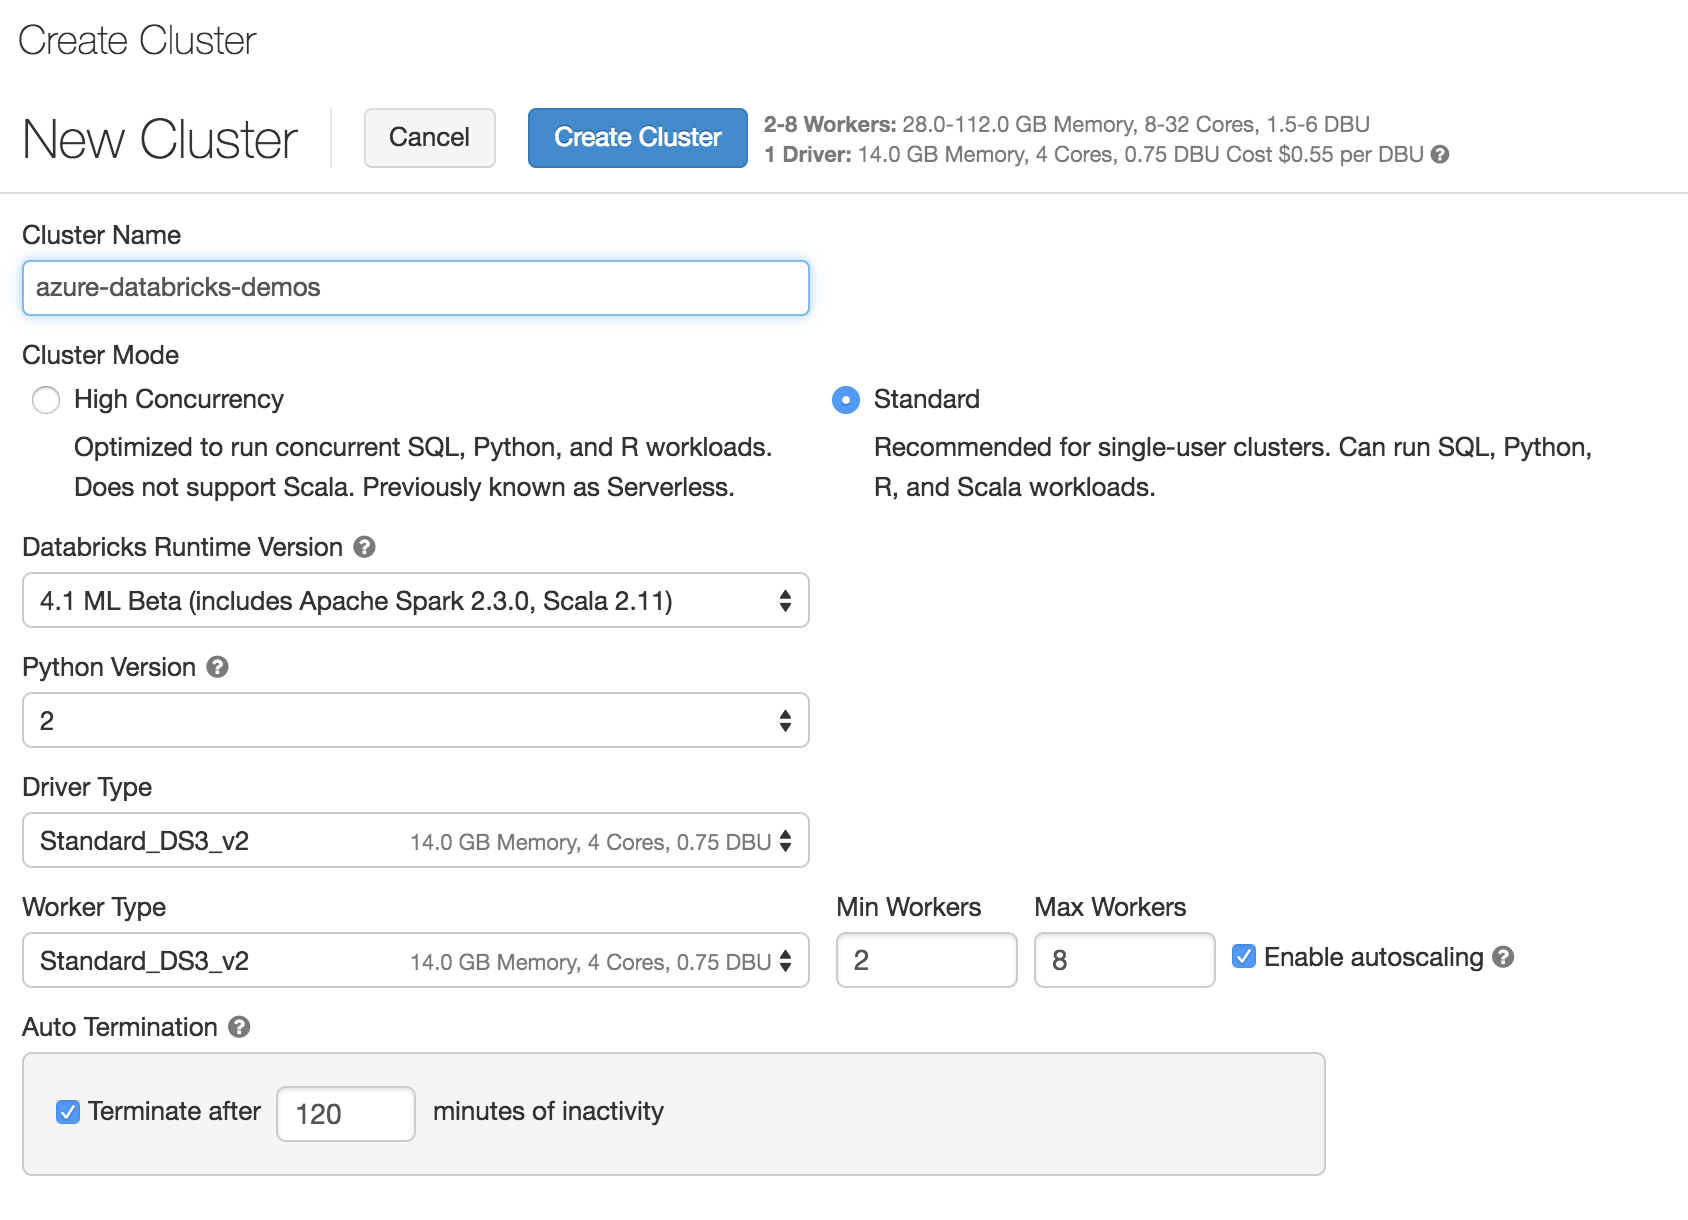 Create Cluster
New Cluster
Cancel
Create Cluster
2-8 Workers: 28.0-112.0 GB Memory, 8-32 Cores, 1.5-6 DBU
1 Driver: 14.0 GB Memory, 4 Cores, 0.75 DBU Cost $0.55 per DBU ?
Cluster Name
azure-databricks-demos
Cluster Mode
High Concurrency
Optimized to run concurrent SQL, Python, and R workloads.
Does not support Scala. Previously known as Serverless.
Standard
Recommended for single-user clusters. Can run SQL, Python,
R, and Scala workloads.
Databricks Runtime Version ?
4.1 ML Beta (includes Apache Spark 2.3.0, Scala 2.11)
Python Version ?
2
Driver Type
Standard_DS3_v2 14.0 GB Memory, 4 Cores, 0.75 DBU
Worker Type
Standard_DS3_v2 14.0 GB Memory, 4 Cores, 0.75 DBU
Min Workers
2
Max Workers
8
Enable autoscaling ?
Auto Termination ?
Terminate after 120 minutes of inactivity